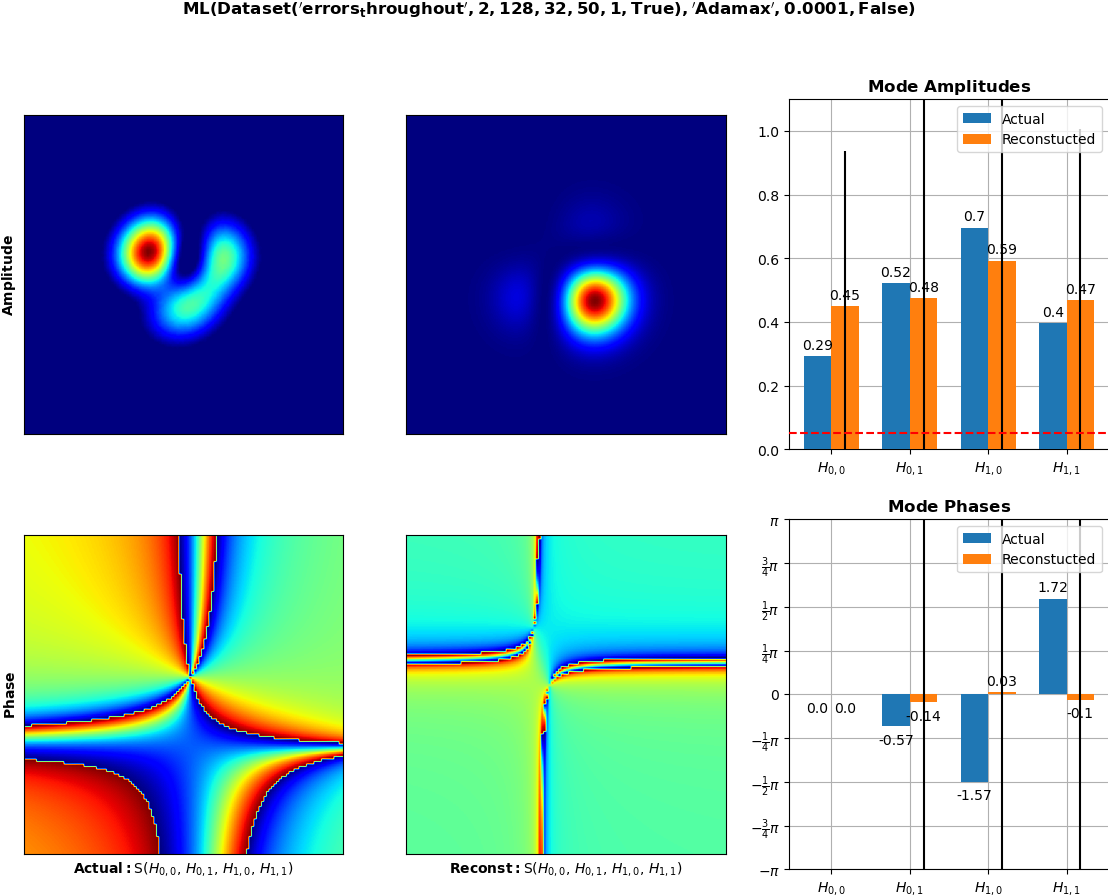 ML(Dataset('errors_throughout', 2, 128, 32, 50, 1, True), 'Adamax', 0.0001, False)
Amplitude
Mode Amplitudes
Actual
Reconstucted
1.0
0.8
0.6
0.4
0.2
0.0
0.29
0.45
0.52
0.48
0.7
0.59
0.4
0.47
H0,0
H0,1
H1,0
H1,1
Phase
Actual: S(H0,0, H0,1, H1,0, H1,1)
Reconst: S(H0,0, H0,1, H1,0, H1,1)
Mode Phases
Actual
Reconstucted
π
3/4π
1/2π
1/4π
0
−1/4π
−1/2π
−3/4π
−π
0.0
0.0
-0.57
-0.14
-1.57
0.03
1.72
-0.1
H0,0
H0,1
H1,0
H1,1